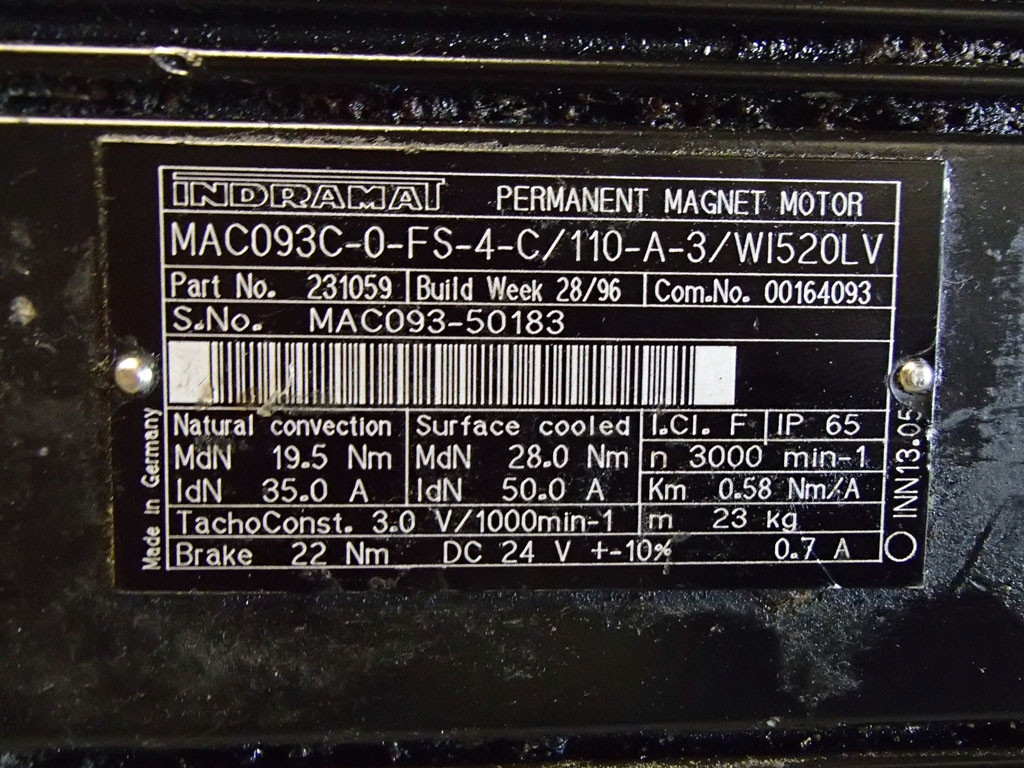 INDRAMAT PERMANENT MAGNET MOTOR
MAC093C-0-FS-4-C/110-A-3/WI520LV
Part No. 231059 Build Week 28/96 Com.No. 00164093
S.No. MAC093-50183
Natural convection Surface cooled I.Cl. F IP 65
MdN 19.5 Nm MdN 28.0 Nm n 3000 min-1
IdN 35.0 A IdN 50.0 A Km 0.58 Nm/A
TachoConst. 3.0 V/1000min-1 m 23 kg
Brake 22 Nm DC 24 V +-10% 0.7 A
Made in Germany
INN13.05